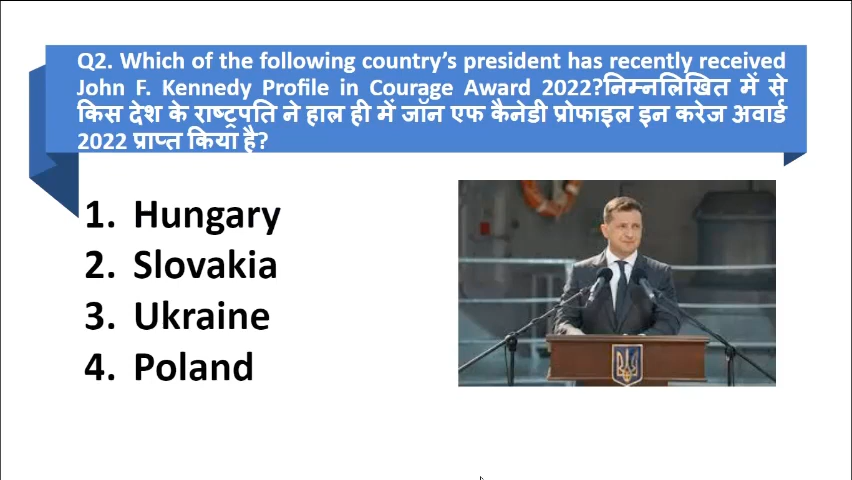 Q2. Which of the following country’s president has recently received
John F. Kennedy Profile in Courage Award 2022?निम्नलिखित में से
किस देश के राष्ट्रपति ने हाल ही में जॉन एफ कैनेडी प्रोफाइल इन करेज अवार्ड
2022 प्राप्त किया है?
1. Hungary
2. Slovakia
3. Ukraine
4. Poland